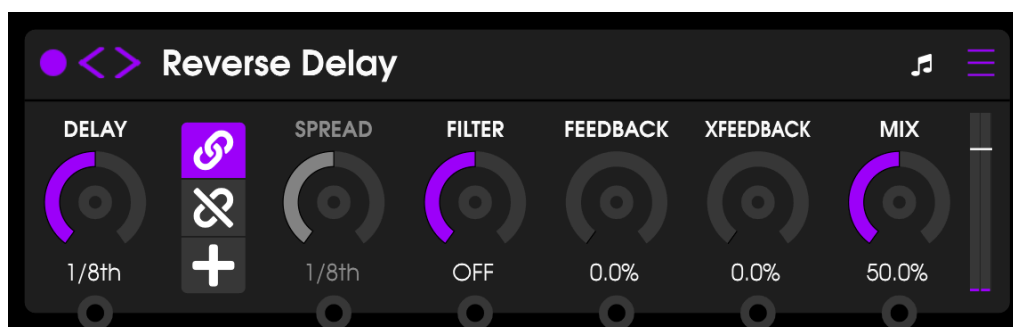 Reverse Delay
DELAY SPREAD FILTER FEEDBACK XFEEDBACK MIX
1/8th 1/8th OFF 0.0% 0.0% 50.0%